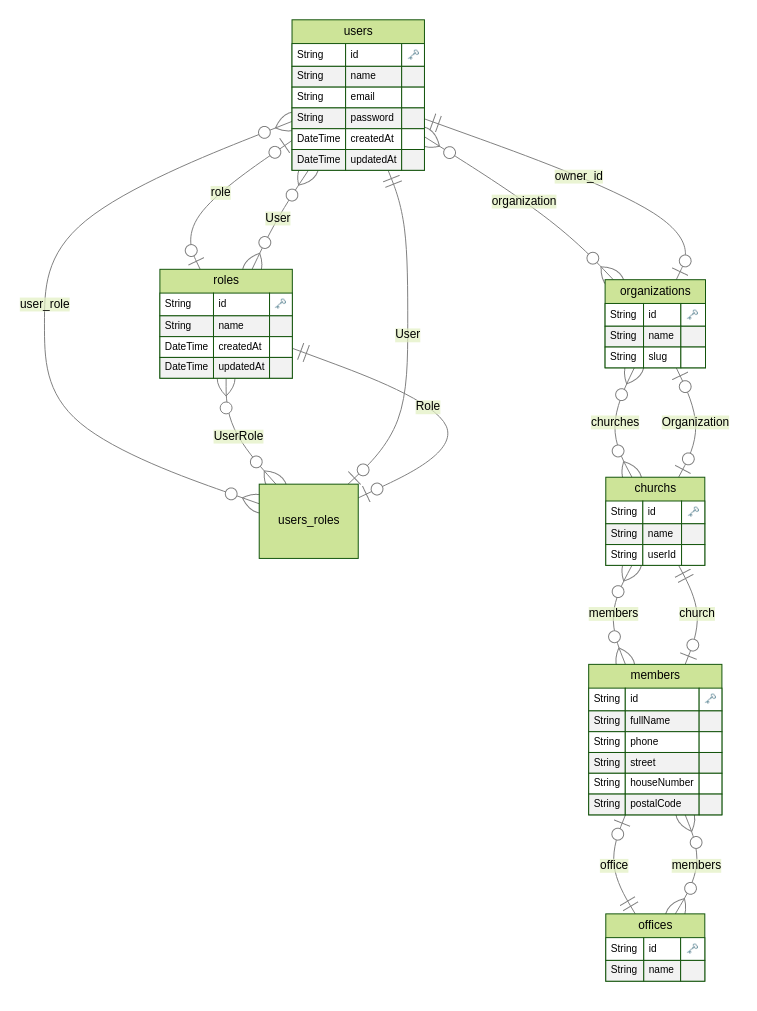 users
String id
String name
String email
String password
DateTime createdAt
DateTime updatedAt
owner_id
role
organization
User
roles
String id
String name
DateTime createdAt
DateTime updatedAt
organizations
String id
String name
String slug
user_role
User
Role
churches
Organization
UserRole
churchs
String id
String name
String userId
users_roles
members
church
members
String id
String fullName
String phone
String street
String houseNumber
String postalCode
office
members
offices
String id
String name